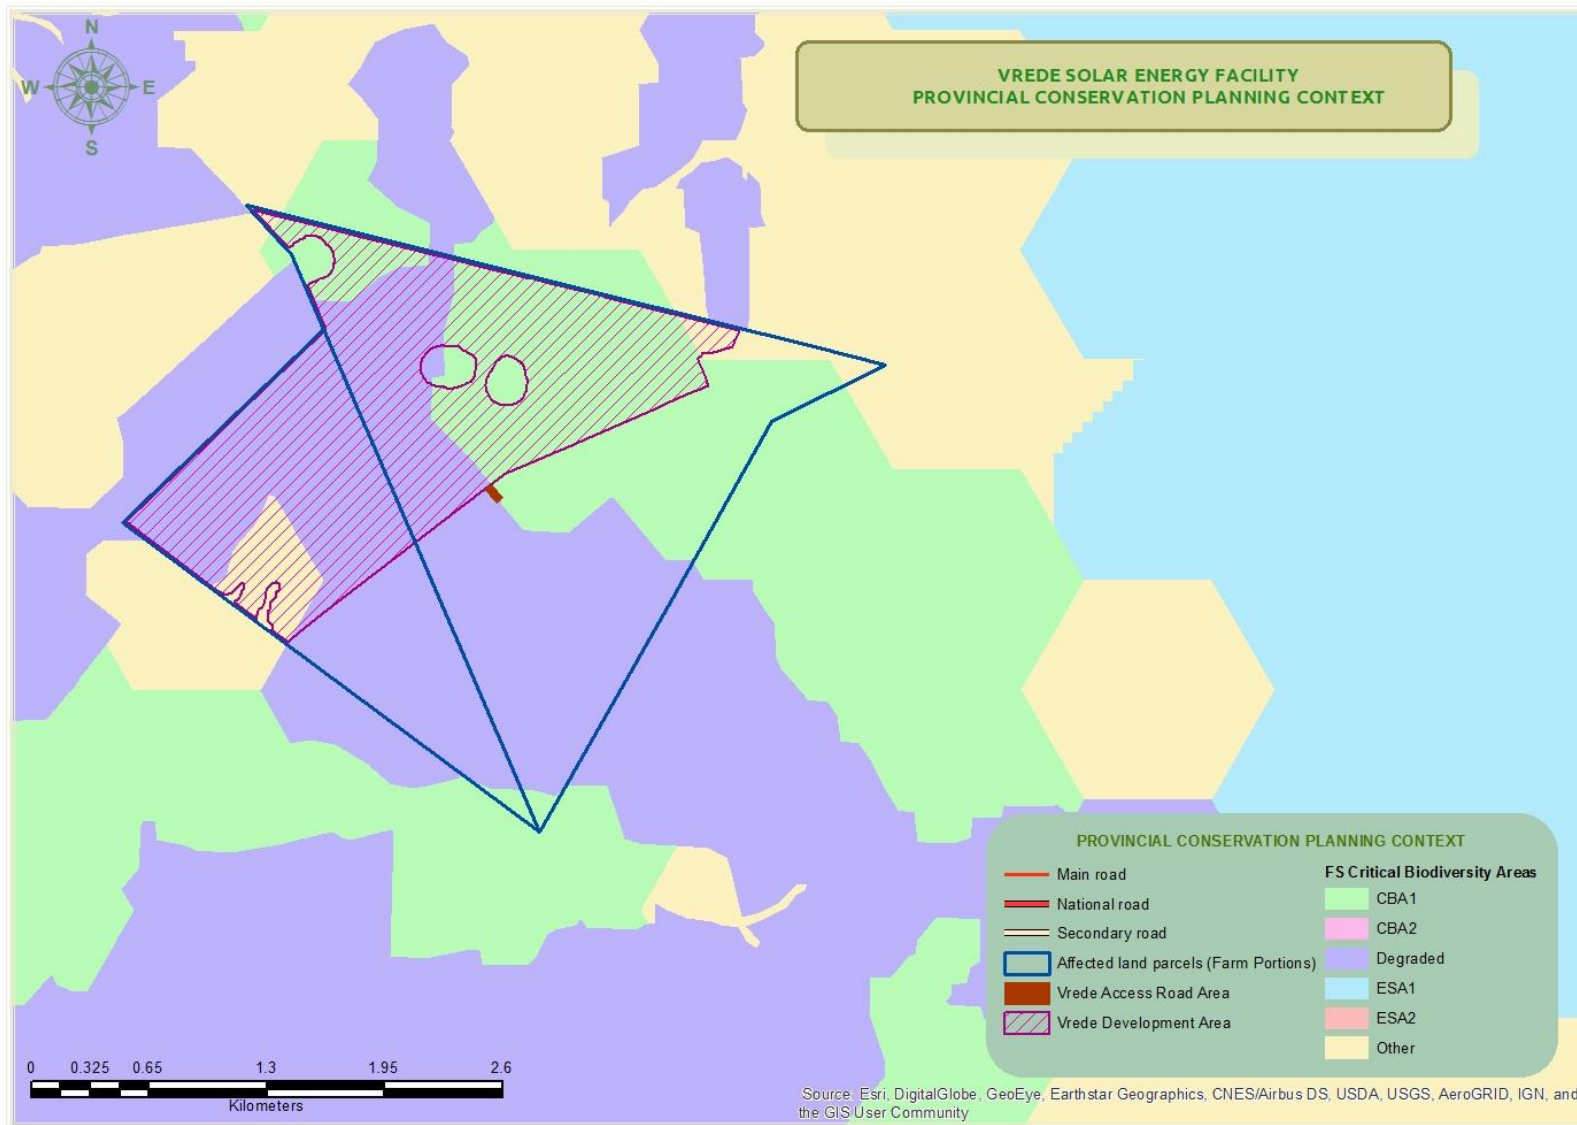 N
W
E
S
VREDE SOLAR ENERGY FACILITY
PROVINCIAL CONSERVATION PLANNING CONTEXT
PROVINCIAL CONSERVATION PLANNING CONTEXT
Main road
National road
Secondary road
Affected land parcels (Farm Portions)
Vrede Access Road Area
Vrede Development Area
FS Critical Biodiversity Areas
CBA1
CBA2
Degraded
ESA1
ESA2
Other
0 0.325 0.65 1.3 1.95 2.6
Kilometers
Source: Esri, DigitalGlobe, GeoEye, Earthstar Geographics, CNES/Airbus DS, USDA, USGS, AeroGRID, IGN, and
the GIS User Community